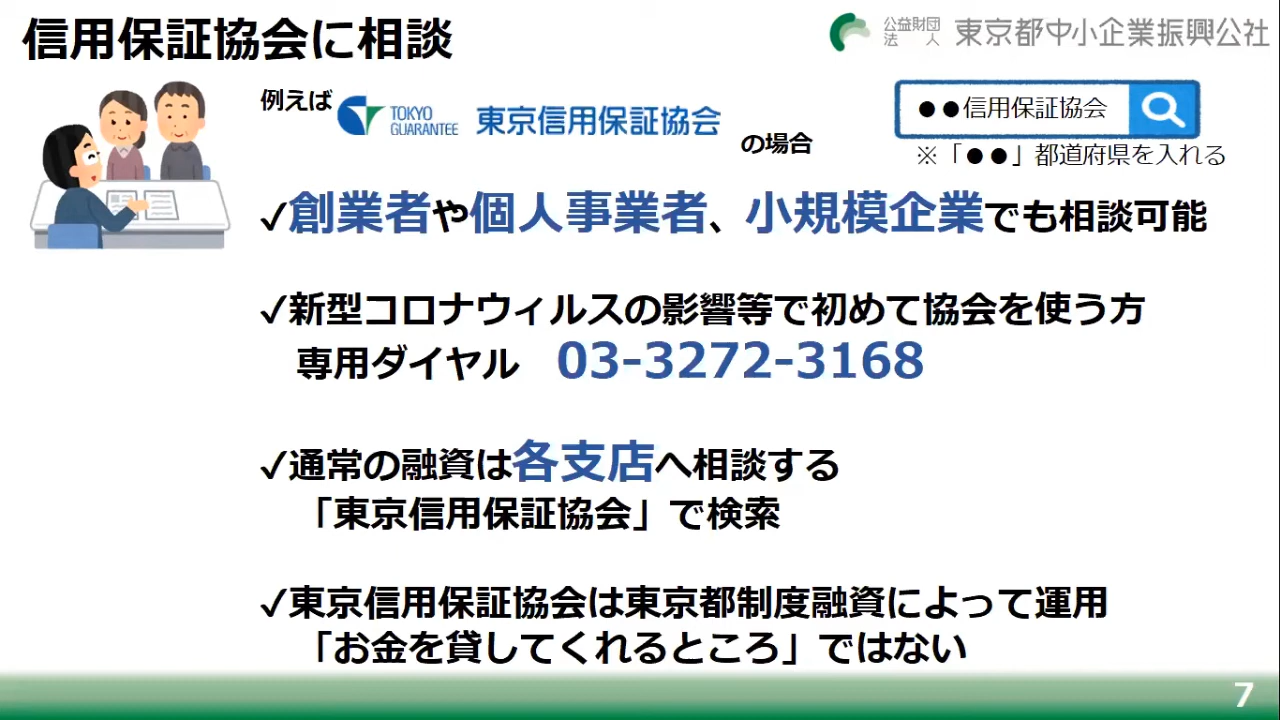 信用保証協会に相談
公益財団法人 東京都中小企業振興公社
例えば TOKYO GUARANTEE 東京信用保証協会 の場合
●●信用保証協会
※「●●」都道府県を入れる
✓創業者や個人事業者、小規模企業でも相談可能
✓新型コロナウィルスの影響等で初めて協会を使う方
専用ダイヤル 03-3272-3168
✓通常の融資は各支店へ相談する
「東京信用保証協会」で検索
✓東京信用保証協会は東京都制度融資によって運用
「お金を貸してくれるところ」ではない
7